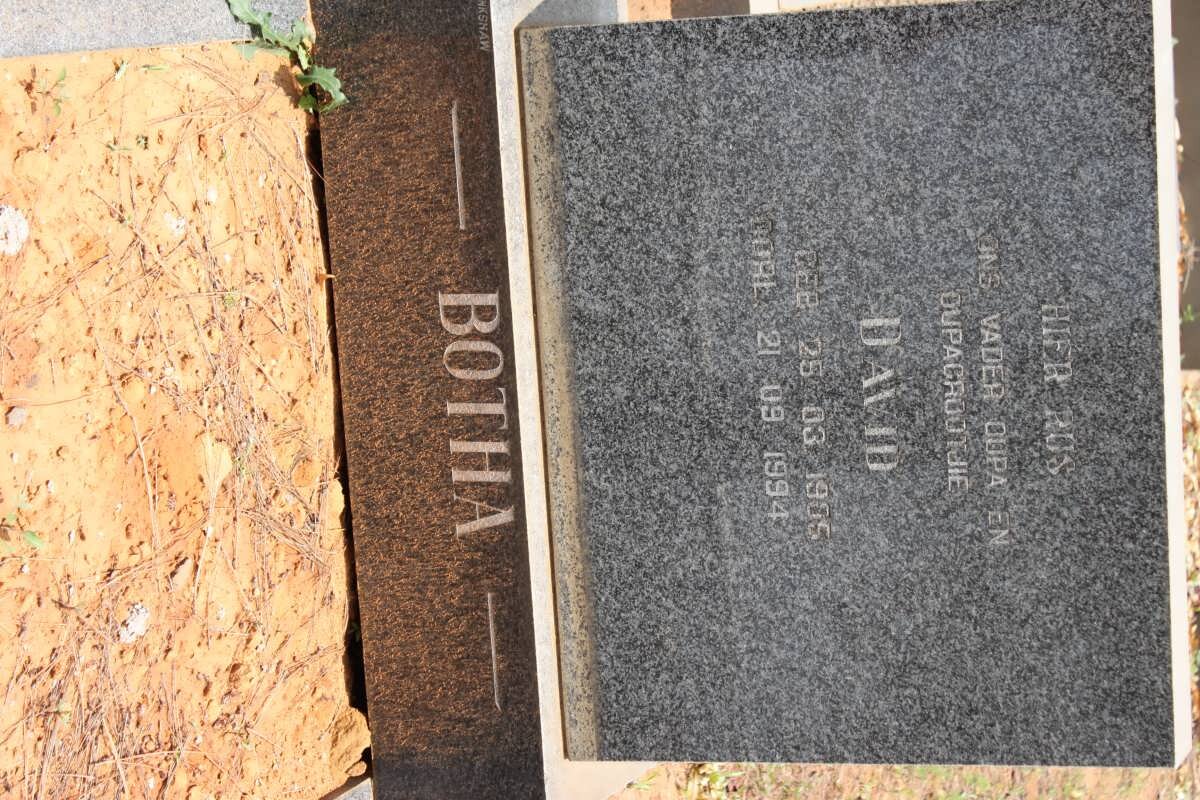 HIER RUS
ONS VADER OUPA EN
OUPAGROOTJIE
DAVID
GEB 25 03 1905
OORL 21 09 1994
BOTHA